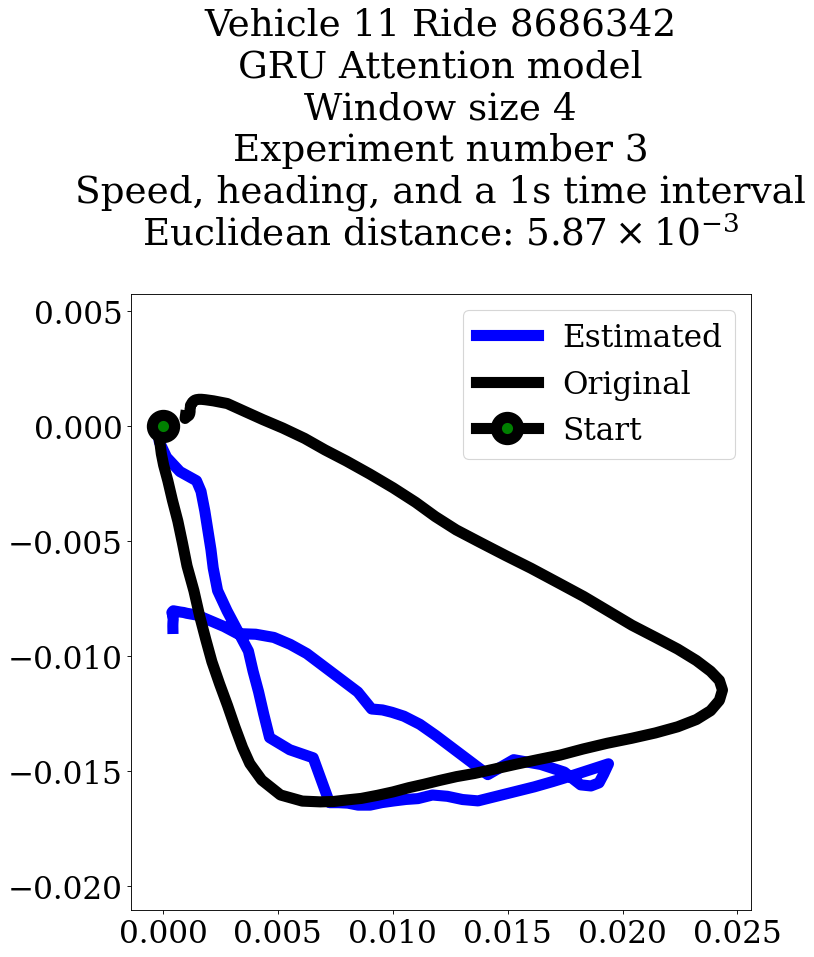 Vehicle 11 Ride 8686342
GRU Attention model
Window size 4
Experiment number 3
Speed, heading, and a 1s time interval
Euclidean distance: 5.87 × 10⁻³
Estimated
Original
Start
0.005
0.000
−0.005
−0.010
−0.015
−0.020
0.000 0.005 0.010 0.015 0.020 0.025